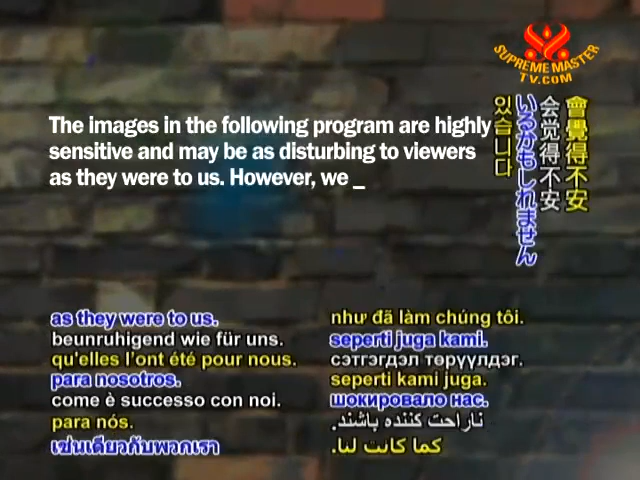 SUPREME MASTER
TV.COM
The images in the following program are highly
sensitive and may be as disturbing to viewers
as they were to us. However, we _
會覺得不安
会觉得不安
いるかもしれません
있습니다
as they were to us.
beunruhigend wie für uns.
qu'elles l'ont été pour nous.
para nosotros.
come è successo con noi.
para nós.
เช่นเดียวกับพวกเรา
như đã làm chúng tôi.
seperti juga kami.
сэтгэгдэл төрүүлдэг.
seperti kami juga.
шокировало нас.
ناراحت کننده باشند.
كما كانت لنا.